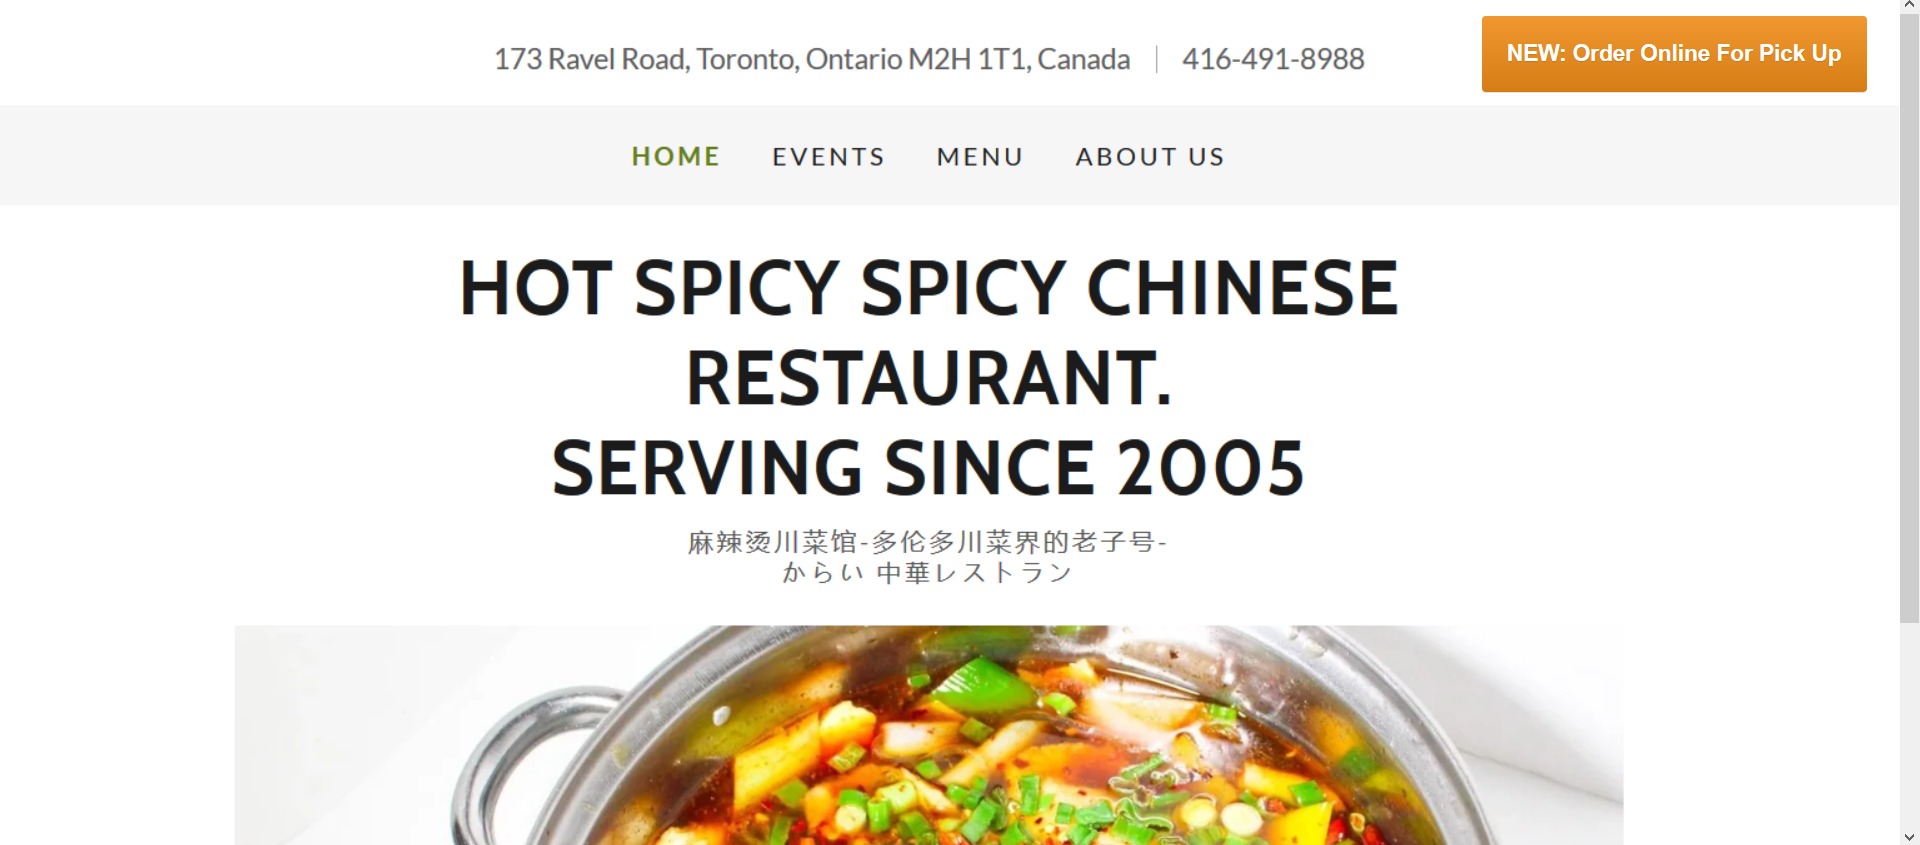 173 Ravel Road, Toronto, Ontario M2H 1T1, Canada | 416-491-8988
NEW: Order Online For Pick Up
HOME EVENTS MENU ABOUT US
HOT SPICY SPICY CHINESE
RESTAURANT.
SERVING SINCE 2005
麻辣烫川菜馆-多伦多川菜界的老子号-
からい 中華レストラン